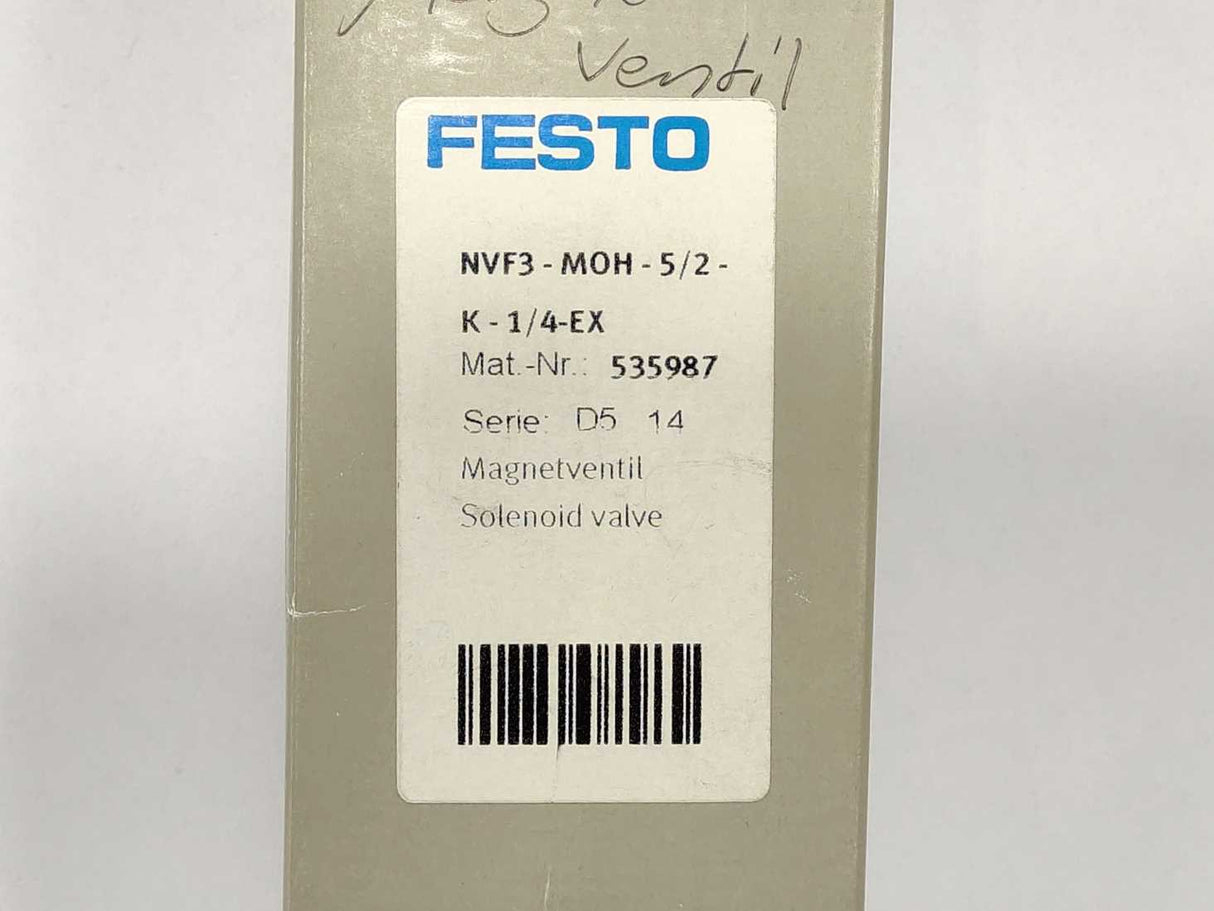 Ventil
FESTO
NVF3 - MOH - 5/2 -
K - 1/4-EX
Mat.-Nr.: 535987
Serie: D5 14
Magnetventil
Solenoid valve